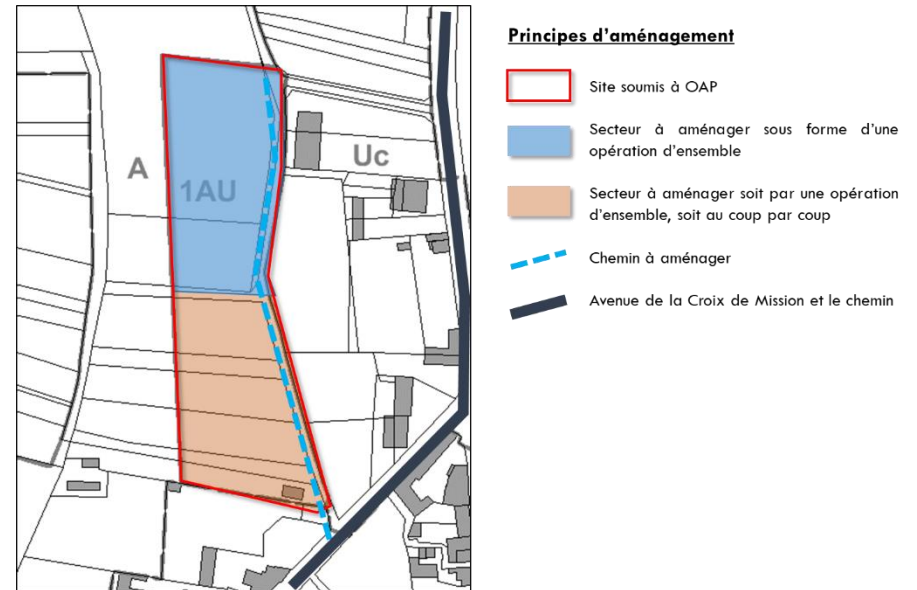 Principes d'aménagement
Site soumis à OAP
Secteur à aménager sous forme d'une
opération d'ensemble
Secteur à aménager soit par une opération
d'ensemble, soit au coup par coup
Chemin à aménager
Avenue de la Croix de Mission et le chemin
A
1AU
Uc